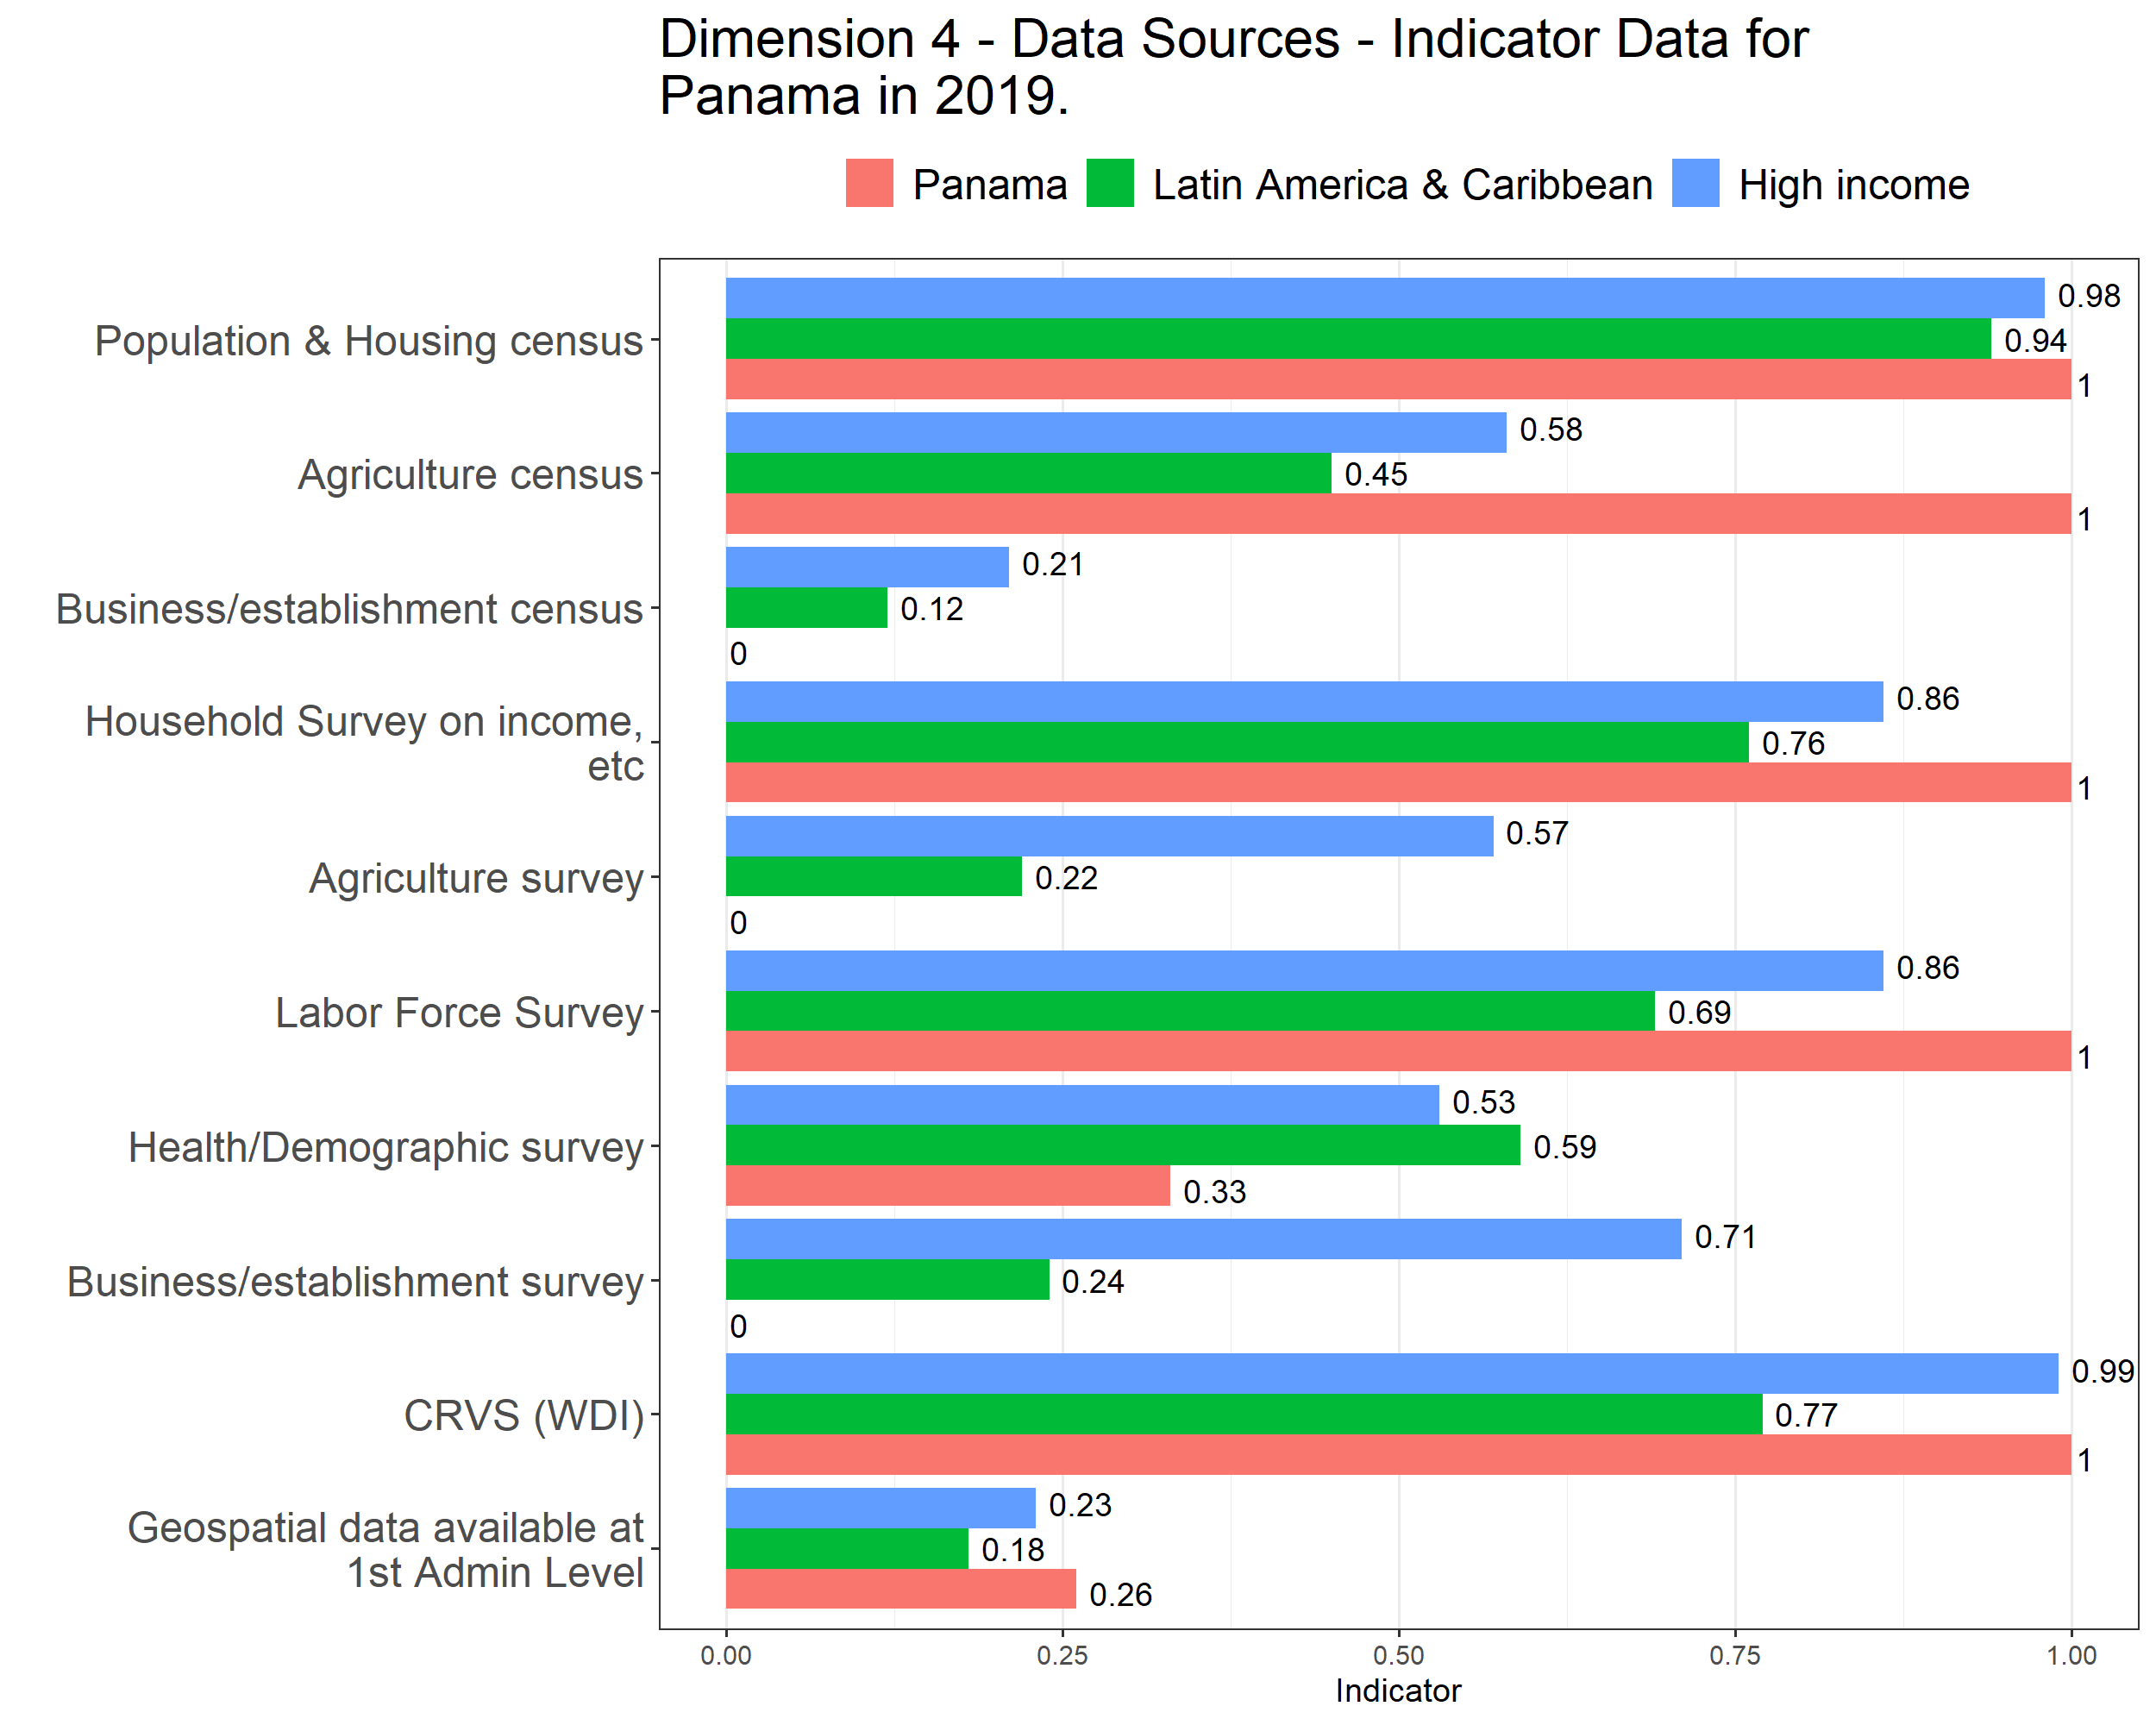 Dimension 4 - Data Sources - Indicator Data for
Panama in 2019.
Panama
Latin America & Caribbean
High income
Population & Housing census
0.98
0.94
1
Agriculture census
0.58
0.45
1
Business/establishment census
0.21
0.12
0
Household Survey on income,
etc
0.86
0.76
1
Agriculture survey
0.57
0.22
0
Labor Force Survey
0.86
0.69
1
Health/Demographic survey
0.53
0.59
0.33
Business/establishment survey
0.71
0.24
0
CRVS (WDI)
0.99
0.77
1
Geospatial data available at
1st Admin Level
0.23
0.18
0.26
0.00
0.25
0.50
0.75
1.00
Indicator